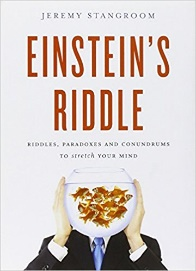 JEREMY STANGROOM
EINSTEIN'S
RIDDLE
RIDDLES, PARADOXES AND CONUNDRUMS
TO stretch YOUR MIND